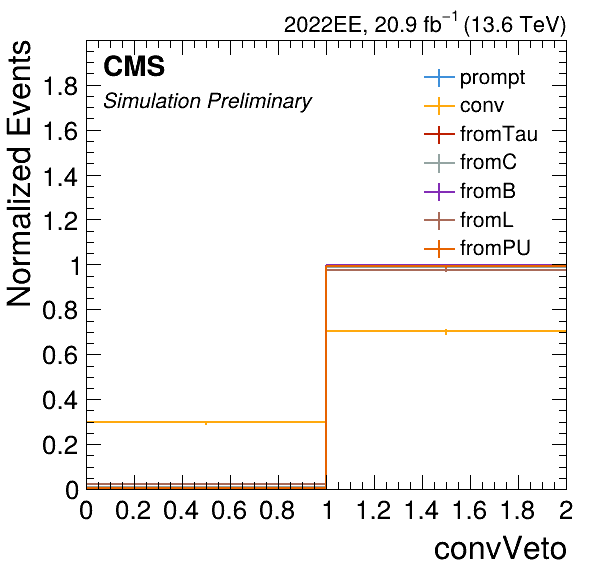 2022EE, 20.9 fb⁻¹ (13.6 TeV)
CMS
Simulation Preliminary
prompt
conv
fromTau
fromC
fromB
fromL
fromPU
Normalized Events
1.8
1.6
1.4
1.2
1
0.8
0.6
0.4
0.2
0
0 0.2 0.4 0.6 0.8 1 1.2 1.4 1.6 1.8 2
convVeto